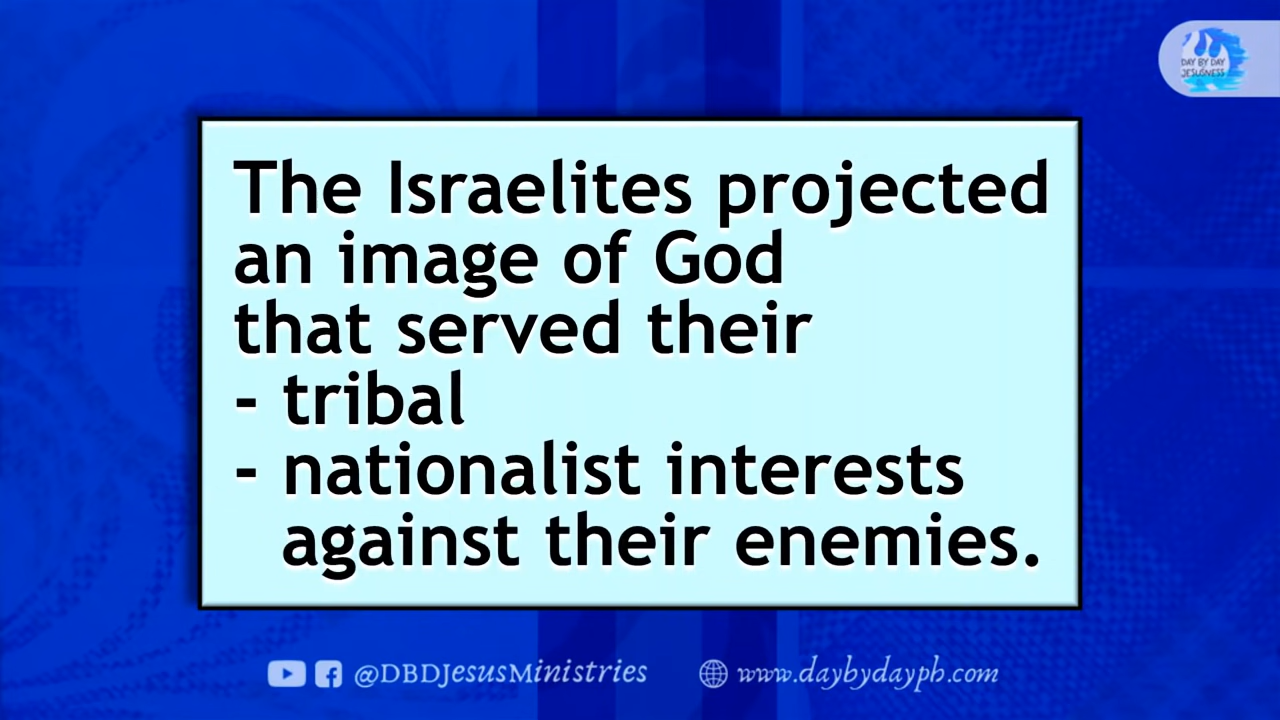 DAY BY DAY
JESUSNESS
The Israelites projected
an image of God
that served their
- tribal
- nationalist interests
against their enemies.
@DBDJesusMinistries
www.daybydayph.com